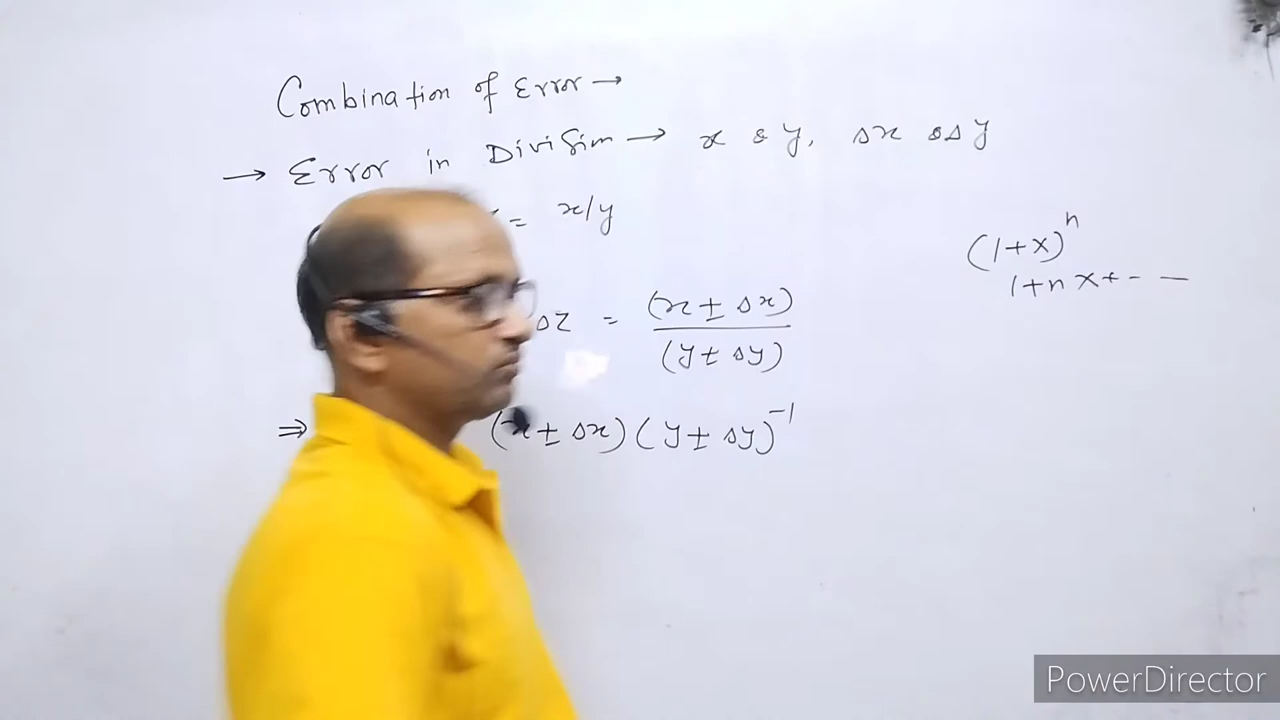 Combination of Error →
→ Error in Division → x & y, Δx & Δy
= x/y
(1+x)ⁿ
1+nx+- —
Δz = (x ± Δx) / (y ± Δy)
⇒ (x ± Δx) (y ± Δy)⁻¹
PowerDirector